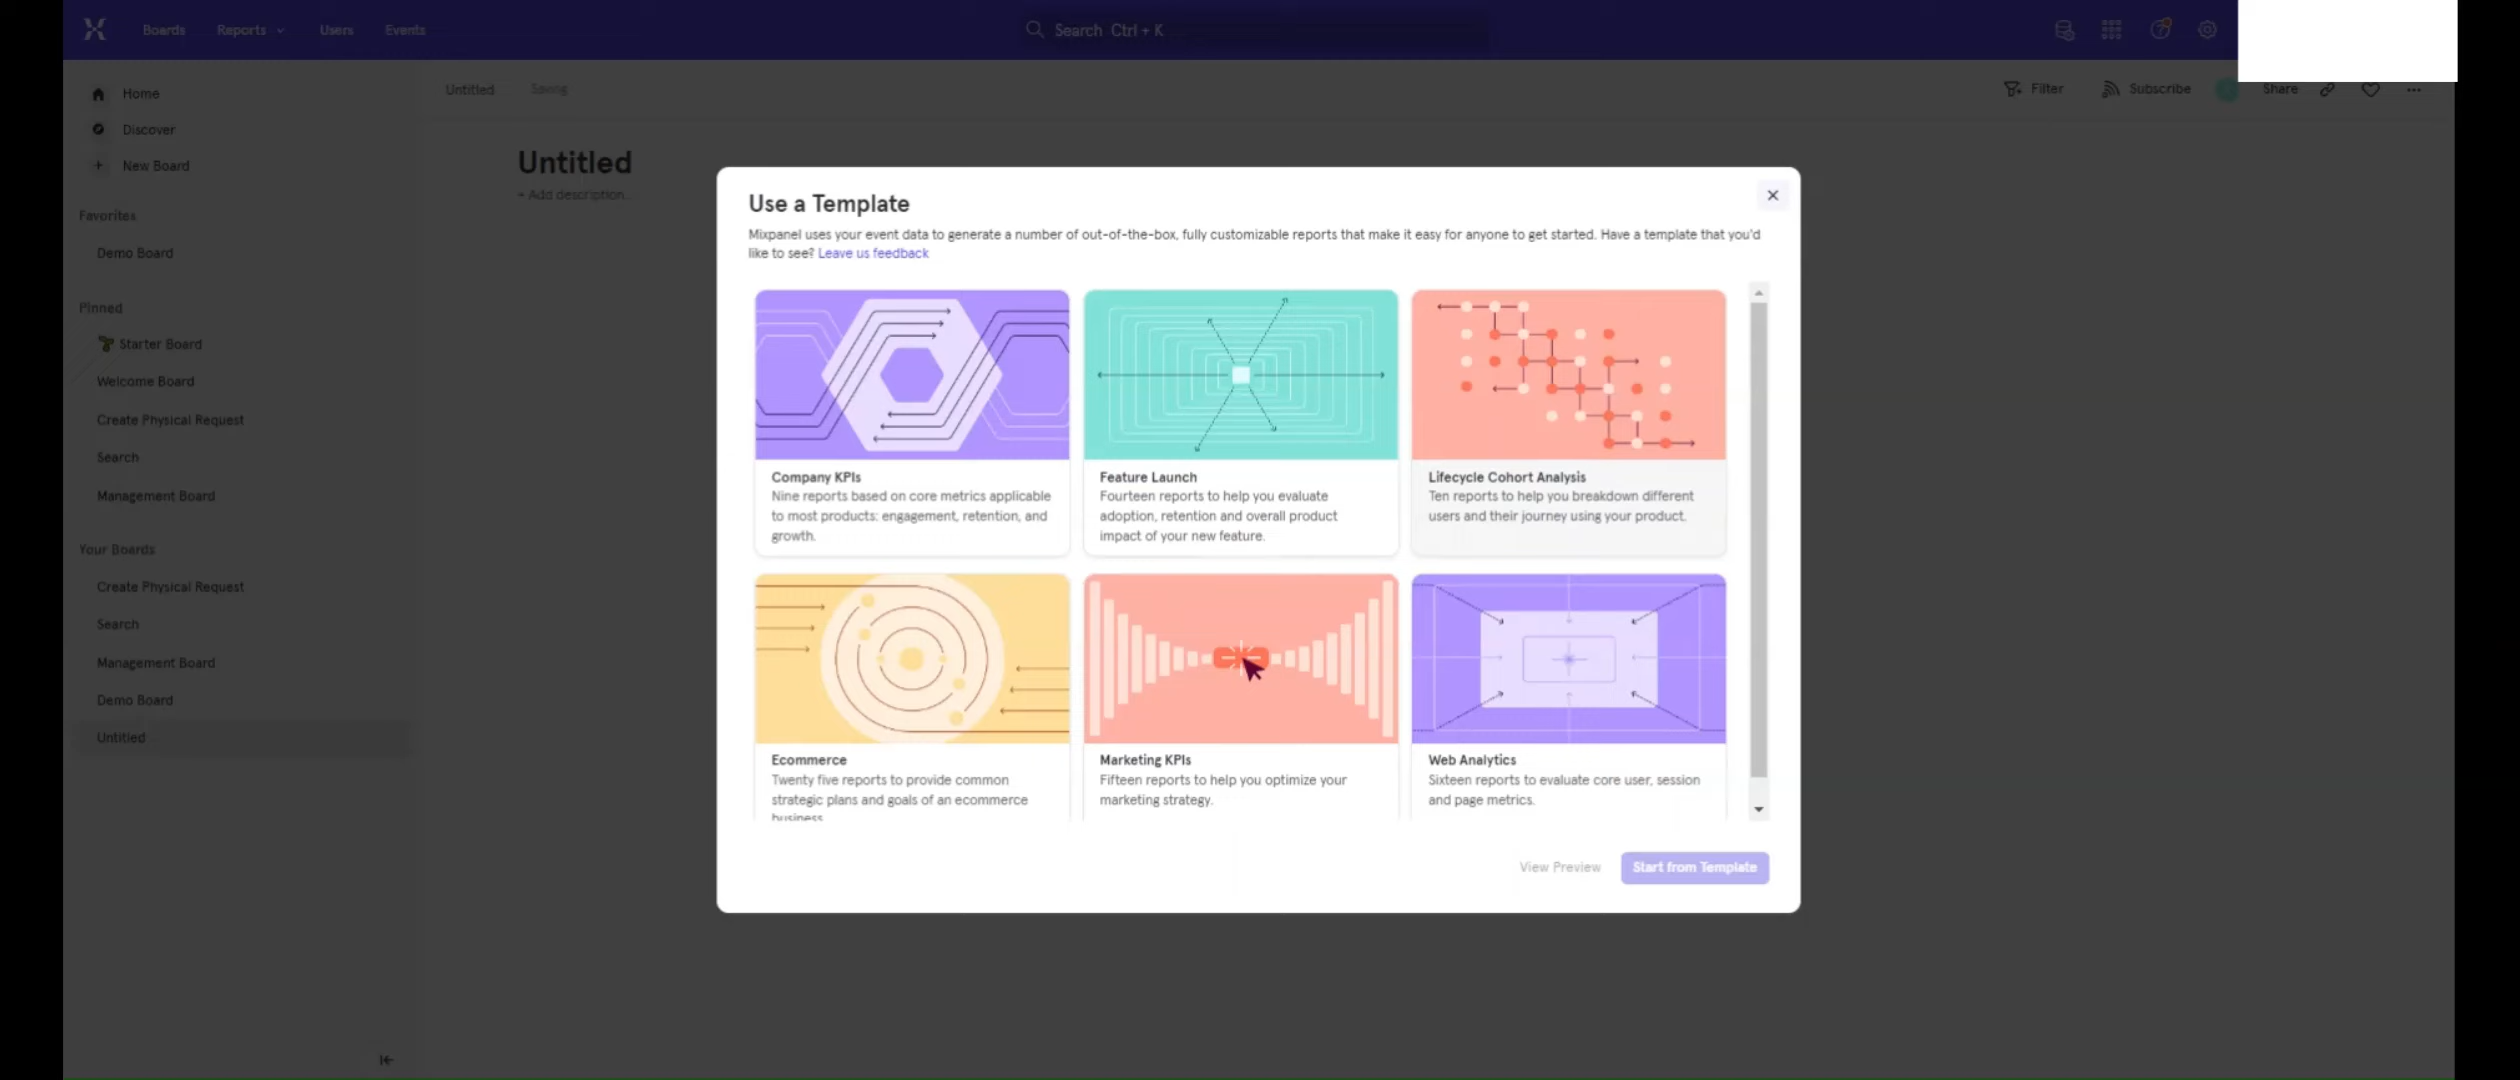 Boards Reports Users Events Search Ctrl + K
Home
Discover
New Board
Favorites
Demo Board
Pinned
Starter Board
Welcome Board
Create Physical Request
Search
Management Board
Your Boards
Create Physical Request
Search
Management Board
Demo Board
Untitled
Untitled Saving
Filter Subscribe Share
Untitled
+ Add description...
Use a Template
Mixpanel uses your event data to generate a number of out-of-the-box, fully customizable reports that make it easy for anyone to get started. Have a template that you'd
like to see? Leave us feedback
Company KPIs
Nine reports based on core metrics applicable
to most products: engagement, retention, and
growth.
Feature Launch
Fourteen reports to help you evaluate
adoption, retention and overall product
impact of your new feature.
Lifecycle Cohort Analysis
Ten reports to help you breakdown different
users and their journey using your product.
Ecommerce
Twenty five reports to provide common
strategic plans and goals of an ecommerce
business
Marketing KPIs
Fifteen reports to help you optimize your
marketing strategy.
Web Analytics
Sixteen reports to evaluate core user, session
and page metrics.
View Preview Start from Template